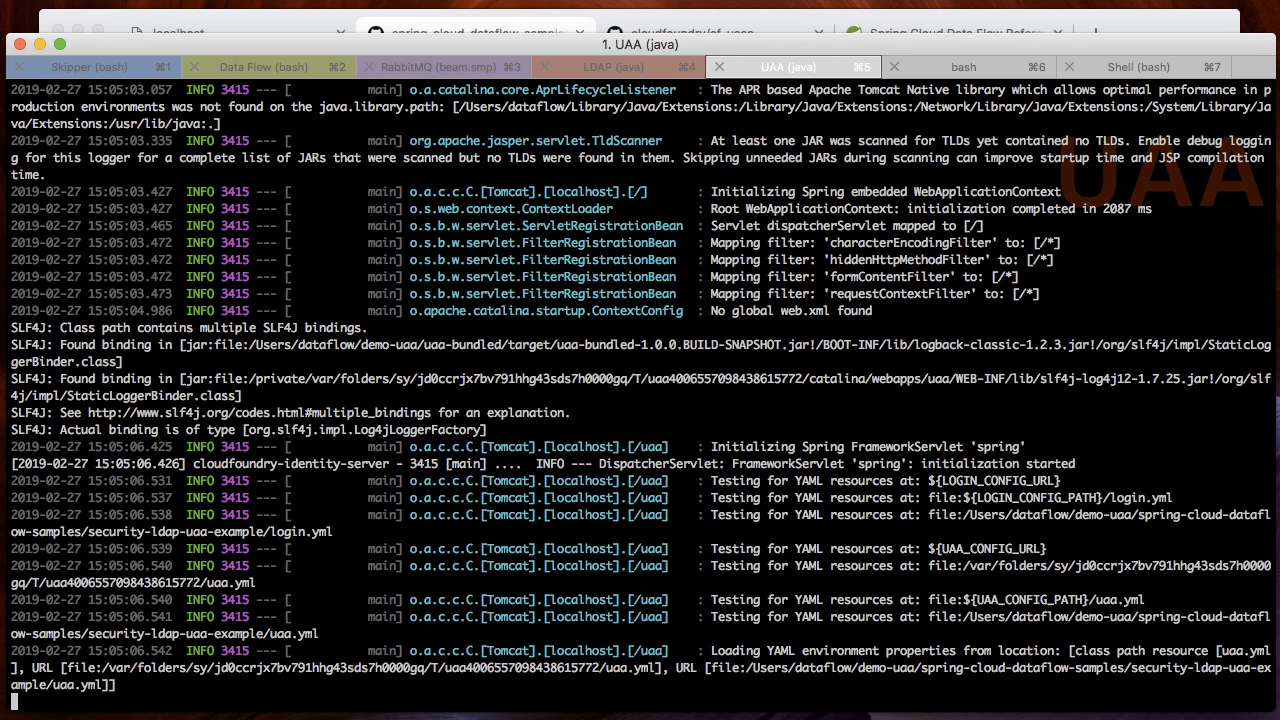 localhost
spring-cloud-dataflow-sample
cloudfoundry/cf-uaa
Spring Cloud Data Flow Refere
1. UAA (java)
Skipper (bash) ⌘1
Data Flow (bash) ⌘2
RabbitMQ (beam.smp) ⌘3
LDAP (java) ⌘4
UAA (java) ⌘5
bash ⌘6
Shell (bash) ⌘7
UAA
2019-02-27 15:05:03.057  INFO 3415 --- [           main] o.a.catalina.core.AprLifecycleListener   : The APR based Apache Tomcat Native library which allows optimal performance in p
roduction environments was not found on the java.library.path: [/Users/dataflow/Library/Java/Extensions:/Library/Java/Extensions:/Network/Library/Java/Extensions:/System/Library/Ja
va/Extensions:/usr/lib/java:.]
2019-02-27 15:05:03.335  INFO 3415 --- [           main] org.apache.jasper.servlet.TldScanner     : At least one JAR was scanned for TLDs yet contained no TLDs. Enable debug loggin
g for this logger for a complete list of JARs that were scanned but no TLDs were found in them. Skipping unneeded JARs during scanning can improve startup time and JSP compilation
time.
2019-02-27 15:05:03.427  INFO 3415 --- [           main] o.a.c.c.C.[Tomcat].[localhost].[/]       : Initializing Spring embedded WebApplicationContext
2019-02-27 15:05:03.427  INFO 3415 --- [           main] o.s.web.context.ContextLoader            : Root WebApplicationContext: initialization completed in 2087 ms
2019-02-27 15:05:03.465  INFO 3415 --- [           main] o.s.b.w.servlet.ServletRegistrationBean  : Servlet dispatcherServlet mapped to [/]
2019-02-27 15:05:03.472  INFO 3415 --- [           main] o.s.b.w.servlet.FilterRegistrationBean   : Mapping filter: 'characterEncodingFilter' to: [/*]
2019-02-27 15:05:03.472  INFO 3415 --- [           main] o.s.b.w.servlet.FilterRegistrationBean   : Mapping filter: 'hiddenHttpMethodFilter' to: [/*]
2019-02-27 15:05:03.472  INFO 3415 --- [           main] o.s.b.w.servlet.FilterRegistrationBean   : Mapping filter: 'formContentFilter' to: [/*]
2019-02-27 15:05:03.473  INFO 3415 --- [           main] o.s.b.w.servlet.FilterRegistrationBean   : Mapping filter: 'requestContextFilter' to: [/*]
2019-02-27 15:05:04.986  INFO 3415 --- [           main] o.apache.catalina.startup.ContextConfig  : No global web.xml found
SLF4J: Class path contains multiple SLF4J bindings.
SLF4J: Found binding in [jar:file:/Users/dataflow/demo-uaa/uaa-bundled/target/uaa-bundled-1.0.0.BUILD-SNAPSHOT.jar!/BOOT-INF/lib/logback-classic-1.2.3.jar!/org/slf4j/impl/StaticLog
gerBinder.class]
SLF4J: Found binding in [jar:file:/private/var/folders/sy/jd0ccrjx7bv791hhg43sds7h0000gq/T/uaa4006557098438615772/catalina/webapps/uaa/WEB-INF/lib/slf4j-log4j12-1.7.25.jar!/org/slf
4j/impl/StaticLoggerBinder.class]
SLF4J: See http://www.slf4j.org/codes.html#multiple_bindings for an explanation.
SLF4J: Actual binding is of type [org.slf4j.impl.Log4jLoggerFactory]
2019-02-27 15:05:06.425  INFO 3415 --- [           main] o.a.c.c.C.[Tomcat].[localhost].[/uaa]    : Initializing Spring FrameworkServlet 'spring'
[2019-02-27 15:05:06.426] cloudfoundry-identity-server - 3415 [main] ....  INFO --- DispatcherServlet: FrameworkServlet 'spring': initialization started
2019-02-27 15:05:06.531  INFO 3415 --- [           main] o.a.c.c.C.[Tomcat].[localhost].[/uaa]    : Testing for YAML resources at: ${LOGIN_CONFIG_URL}
2019-02-27 15:05:06.537  INFO 3415 --- [           main] o.a.c.c.C.[Tomcat].[localhost].[/uaa]    : Testing for YAML resources at: file:${LOGIN_CONFIG_PATH}/login.yml
2019-02-27 15:05:06.538  INFO 3415 --- [           main] o.a.c.c.C.[Tomcat].[localhost].[/uaa]    : Testing for YAML resources at: file:/Users/dataflow/demo-uaa/spring-cloud-datafl
ow-samples/security-ldap-uaa-example/login.yml
2019-02-27 15:05:06.539  INFO 3415 --- [           main] o.a.c.c.C.[Tomcat].[localhost].[/uaa]    : Testing for YAML resources at: ${UAA_CONFIG_URL}
2019-02-27 15:05:06.540  INFO 3415 --- [           main] o.a.c.c.C.[Tomcat].[localhost].[/uaa]    : Testing for YAML resources at: file:/var/folders/sy/jd0ccrjx7bv791hhg43sds7h0000
gq/T/uaa4006557098438615772/uaa.yml
2019-02-27 15:05:06.540  INFO 3415 --- [           main] o.a.c.c.C.[Tomcat].[localhost].[/uaa]    : Testing for YAML resources at: file:${UAA_CONFIG_PATH}/uaa.yml
2019-02-27 15:05:06.541  INFO 3415 --- [           main] o.a.c.c.C.[Tomcat].[localhost].[/uaa]    : Testing for YAML resources at: file:/Users/dataflow/demo-uaa/spring-cloud-datafl
ow-samples/security-ldap-uaa-example/uaa.yml
2019-02-27 15:05:06.542  INFO 3415 --- [           main] o.a.c.c.C.[Tomcat].[localhost].[/uaa]    : Loading YAML environment properties from location: [class path resource [uaa.yml
], URL [file:/var/folders/sy/jd0ccrjx7bv791hhg43sds7h0000gq/T/uaa4006557098438615772/uaa.yml], URL [file:/Users/dataflow/demo-uaa/spring-cloud-dataflow-samples/security-ldap-uaa-ex
ample/uaa.yml]]